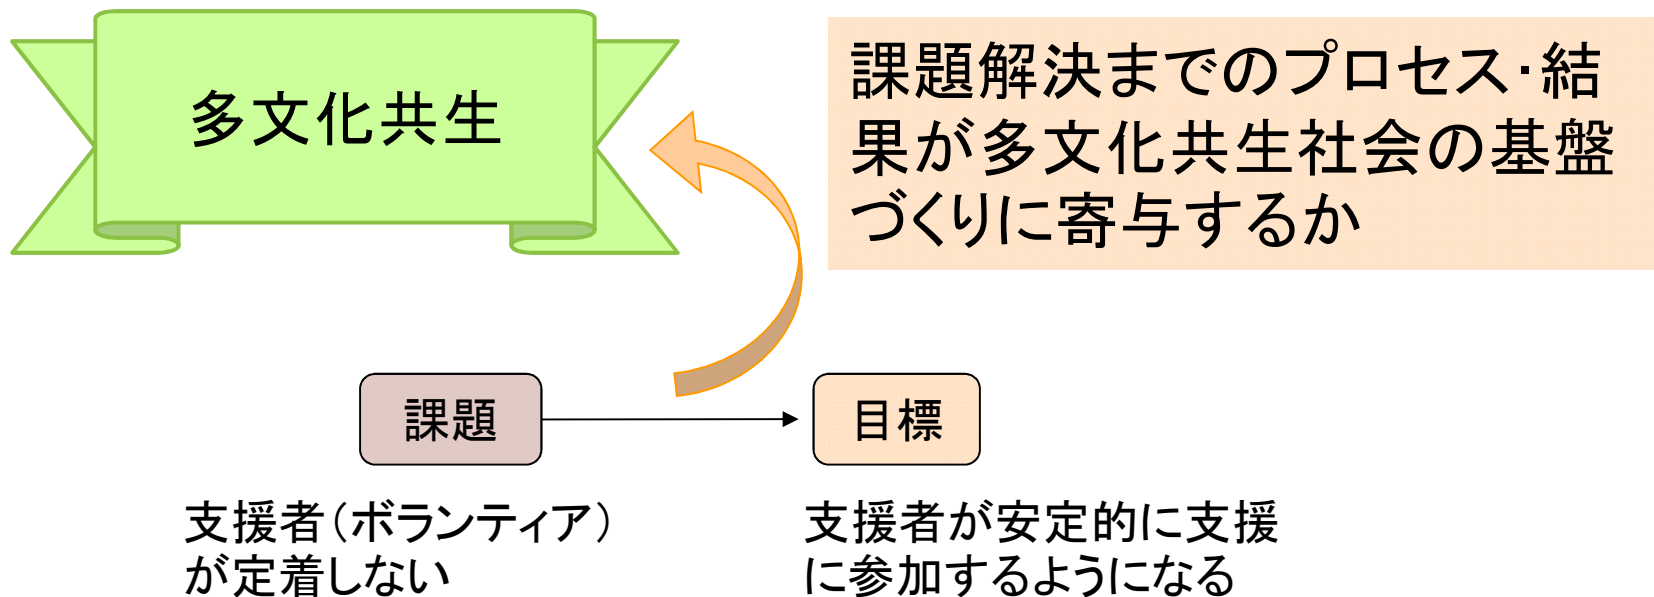 多文化共生
課題解決までのプロセス・結
果が多文化共生社会の基盤
づくりに寄与するか
課題
目標
支援者（ボランティア）
が定着しない
支援者が安定的に支援
に参加するようになる